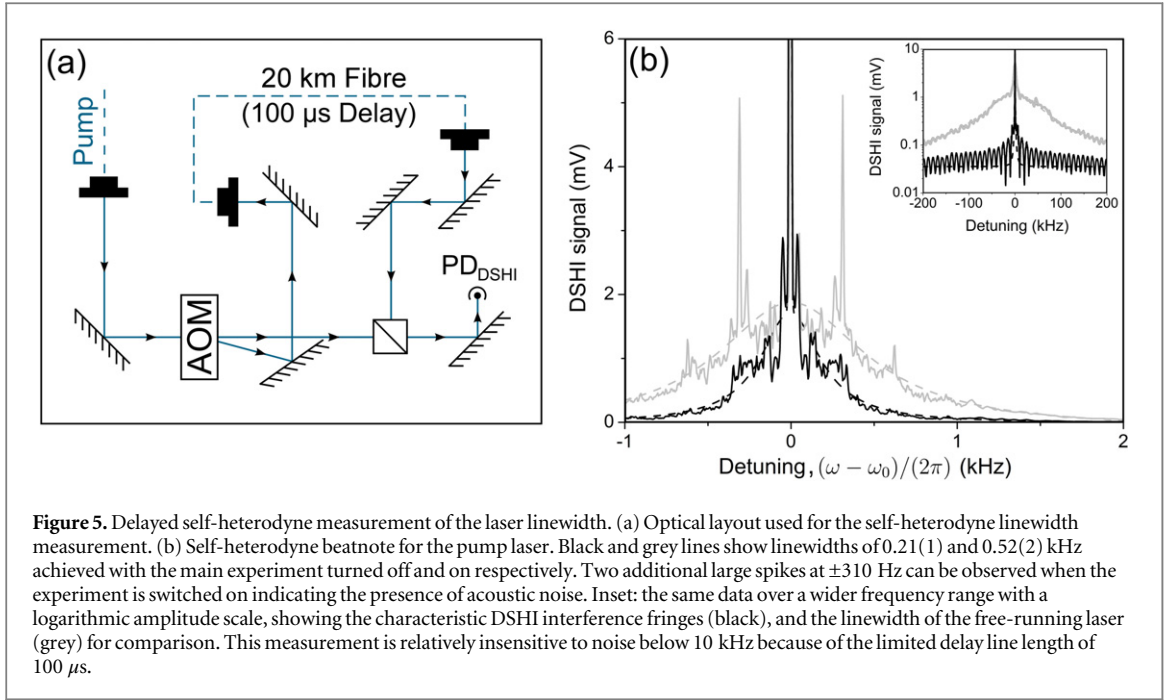 (a)
20 km Fibre
(100 μs Delay)
Pump
AOM
PD_DSHI
(b)
6
4
2
0
DSHI signal (mV)
-1 0 1 2
Detuning, (ω − ω₀)/(2π) (kHz)
10
1
0.1
0.01
DSHI signal (mV)
-200 -100 0 100 200
Detuning (kHz)
Figure 5. Delayed self-heterodyne measurement of the laser linewidth. (a) Optical layout used for the self-heterodyne linewidth
measurement. (b) Self-heterodyne beatnote for the pump laser. Black and grey lines show linewidths of 0.21(1) and 0.52(2) kHz
achieved with the main experiment turned off and on respectively. Two additional large spikes at ±310 Hz can be observed when the
experiment is switched on indicating the presence of acoustic noise. Inset: the same data over a wider frequency range with a
logarithmic amplitude scale, showing the characteristic DSHI interference fringes (black), and the linewidth of the free-running laser
(grey) for comparison. This measurement is relatively insensitive to noise below 10 kHz because of the limited delay line length of
100 μs.